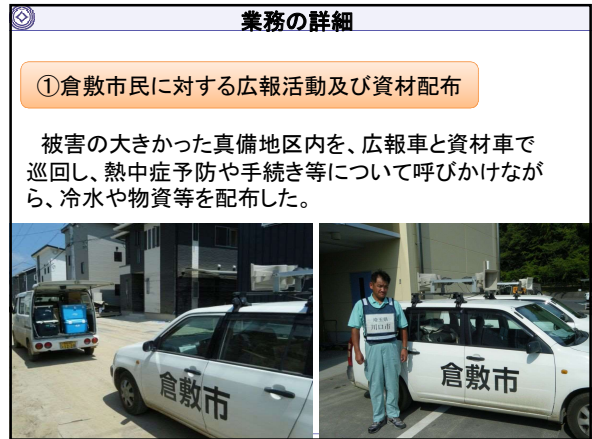 業務の詳細
①倉敷市民に対する広報活動及び資材配布
被害の大きかった真備地区内を、広報車と資材車で
巡回し、熱中症予防や手続き等について呼びかけなが
ら、冷水や物資等を配布した。
倉敷市
埼玉県
川口市
倉敷市